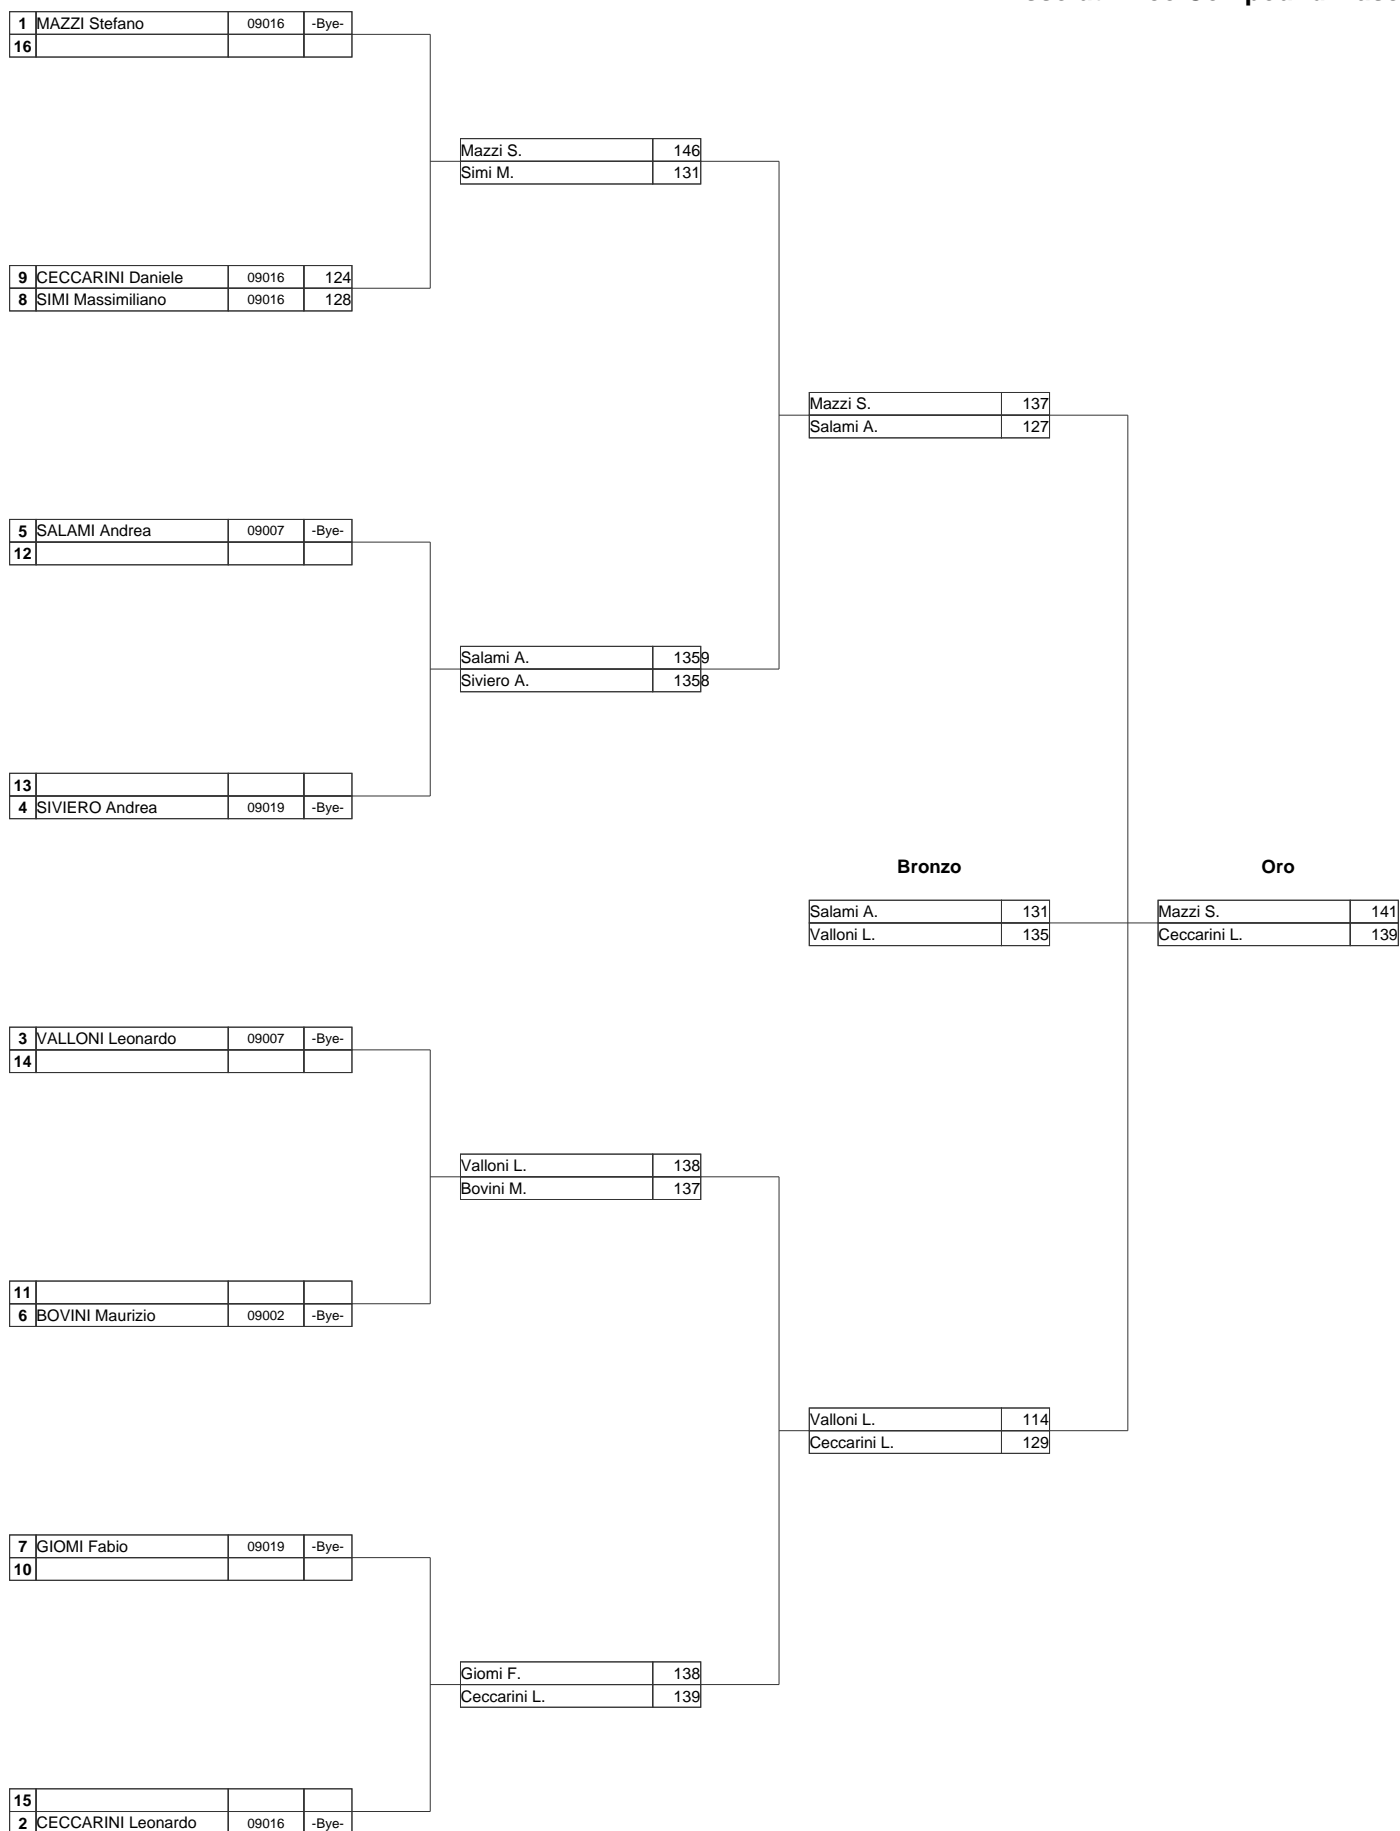 1 MAZZI Stefano 09016 -Bye-
16
Mazzi S. 146
Simi M. 131
9 CECCARINI Daniele 09016 124
8 SIMI Massimiliano 09016 128
Mazzi S. 137
Salami A. 127
5 SALAMI Andrea 09007 -Bye-
12
Salami A. 1359
Siviero A. 1358
13
4 SIVIERO Andrea 09019 -Bye-
Bronzo Oro
Salami A. 131 Mazzi S. 141
Valloni L. 135 Ceccarini L. 139
3 VALLONI Leonardo 09007 -Bye-
14
Valloni L. 138
Bovini M. 137
11
6 BOVINI Maurizio 09002 -Bye-
Valloni L. 114
Ceccarini L. 129
7 GIOMI Fabio 09019 -Bye-
10
Giomi F. 138
Ceccarini L. 139
15
2 CECCARINI Leonardo 09016 -Bye-